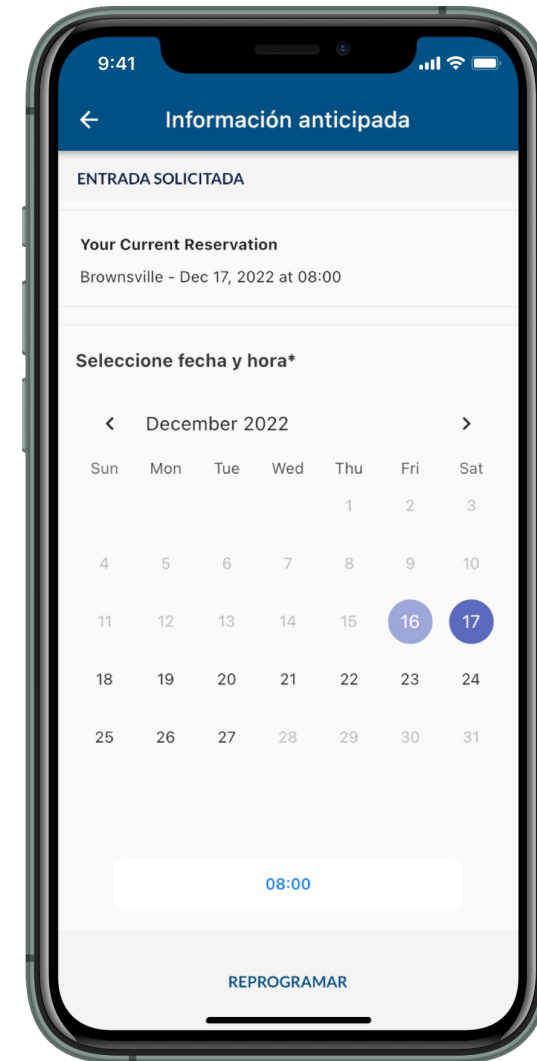 9:41
Información anticipada
ENTRADA SOLICITADA
Your Current Reservation
Brownsville - Dec 17, 2022 at 08:00
Seleccione fecha y hora*
December 2022
Sun Mon Tue Wed Thu Fri Sat
1 2 3
4 5 6 7 8 9 10
11 12 13 14 15 16 17
18 19 20 21 22 23 24
25 26 27 28 29 30 31
08:00
REPROGRAMAR